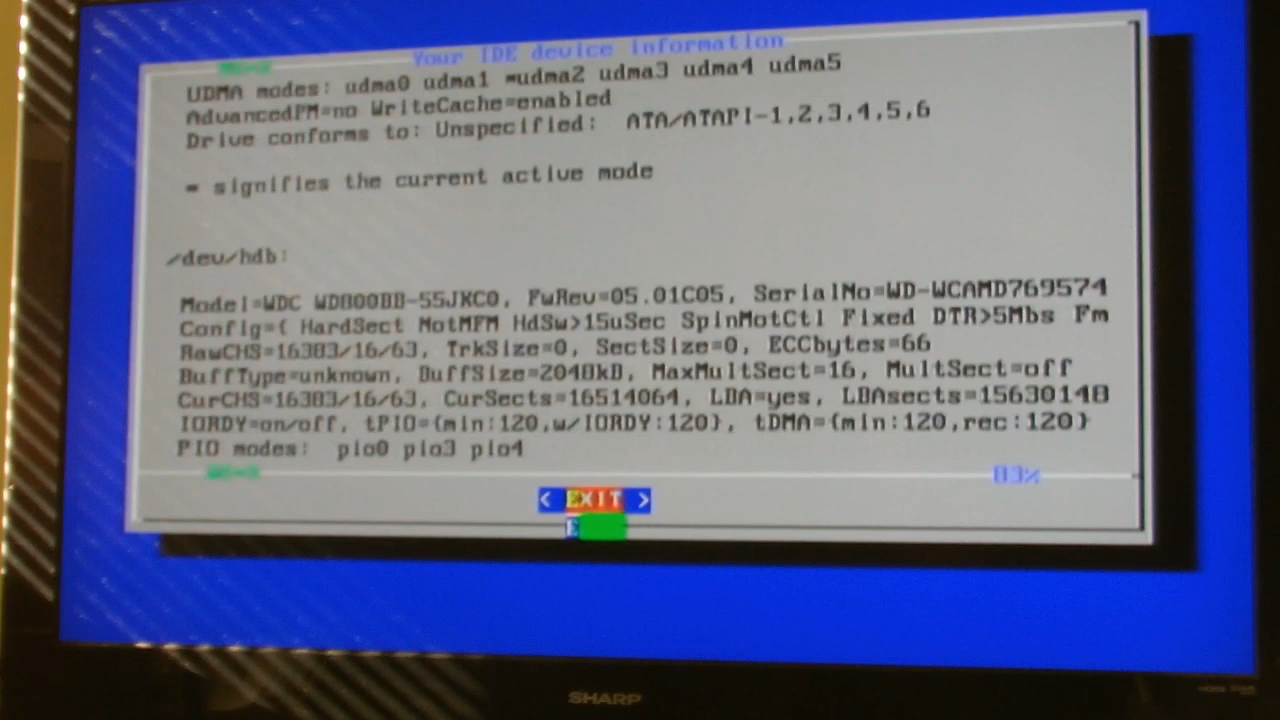 Your IDE device information
UDMA modes: udma0 udma1 *udma2 udma3 udma4 udma5
AdvancedPM=no WriteCache=enabled
Drive conforms to: Unspecified:  ATA/ATAPI-1,2,3,4,5,6
* signifies the current active mode
/dev/hdb:
Model=WDC WD800BB-55JKC0, FwRev=05.01C05, SerialNo=WD-WCAMD769574
Config={ HardSect NotMFM HdSw>15uSec SpinMotCtl Fixed DTR>5Mbs Fm
RawCHS=16383/16/63, TrkSize=0, SectSize=0, ECCbytes=66
BuffType=unknown, BuffSize=2048kB, MaxMultSect=16, MultSect=off
CurCHS=16383/16/63, CurSects=16514064, LBA=yes, LBAsects=15630148
IORDY=on/off, tPIO={min:120,w/IORDY:120}, tDMA={min:120,rec:120}
PIO modes:  pio0 pio3 pio4
83%
< EXIT >
E
SHARP